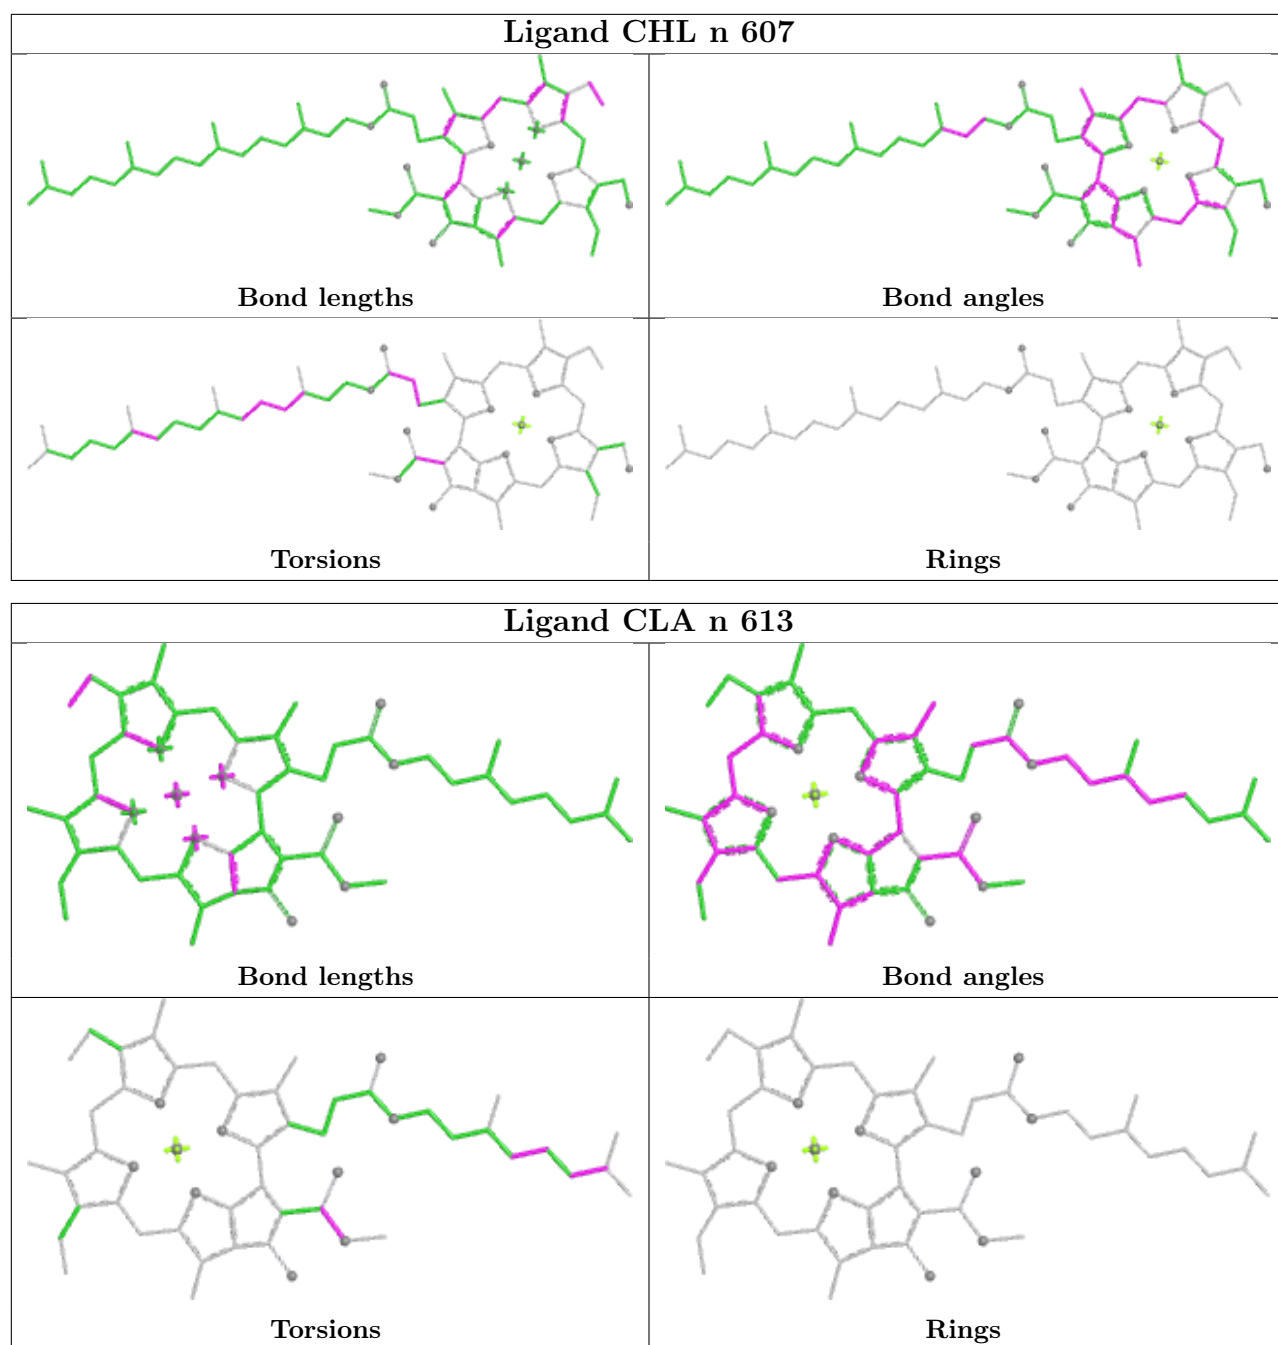 Ligand CHL n 607
Bond lengths
Bond angles
Torsions
Rings
Ligand CLA n 613
Bond lengths
Bond angles
Torsions
Rings